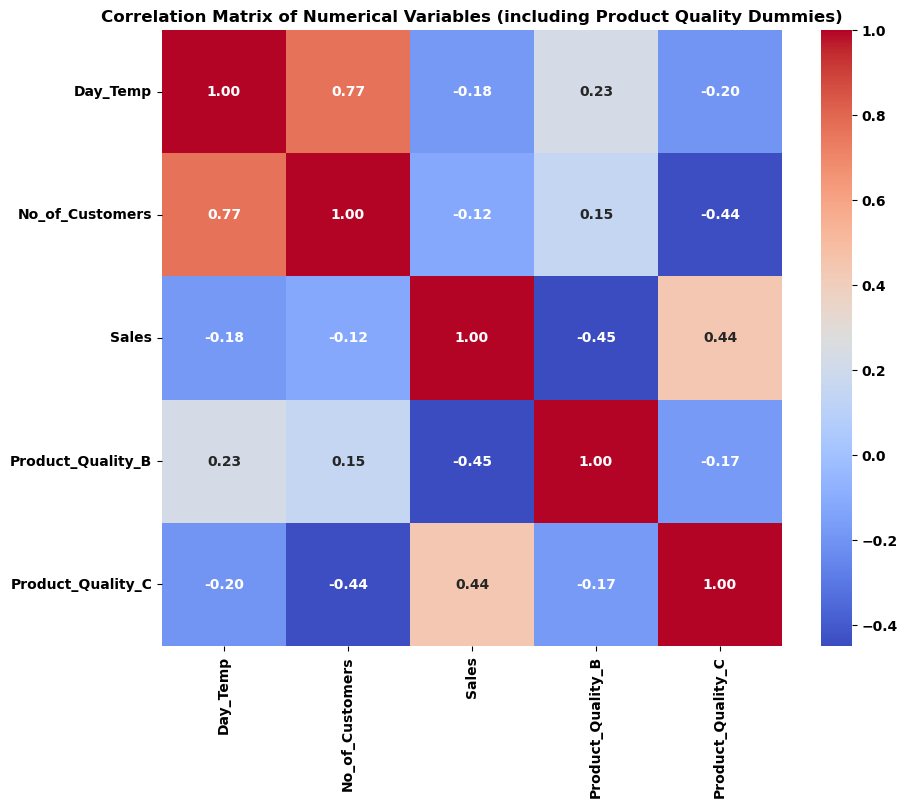 Correlation Matrix of Numerical Variables (including Product Quality Dummies)
Day_Temp 1.00 0.77 -0.18 0.23 -0.20
No_of_Customers 0.77 1.00 -0.12 0.15 -0.44
Sales -0.18 -0.12 1.00 -0.45 0.44
Product_Quality_B 0.23 0.15 -0.45 1.00 -0.17
Product_Quality_C -0.20 -0.44 0.44 -0.17 1.00
Day_Temp
No_of_Customers
Sales
Product_Quality_B
Product_Quality_C
1.0
0.8
0.6
0.4
0.2
0.0
−0.2
−0.4